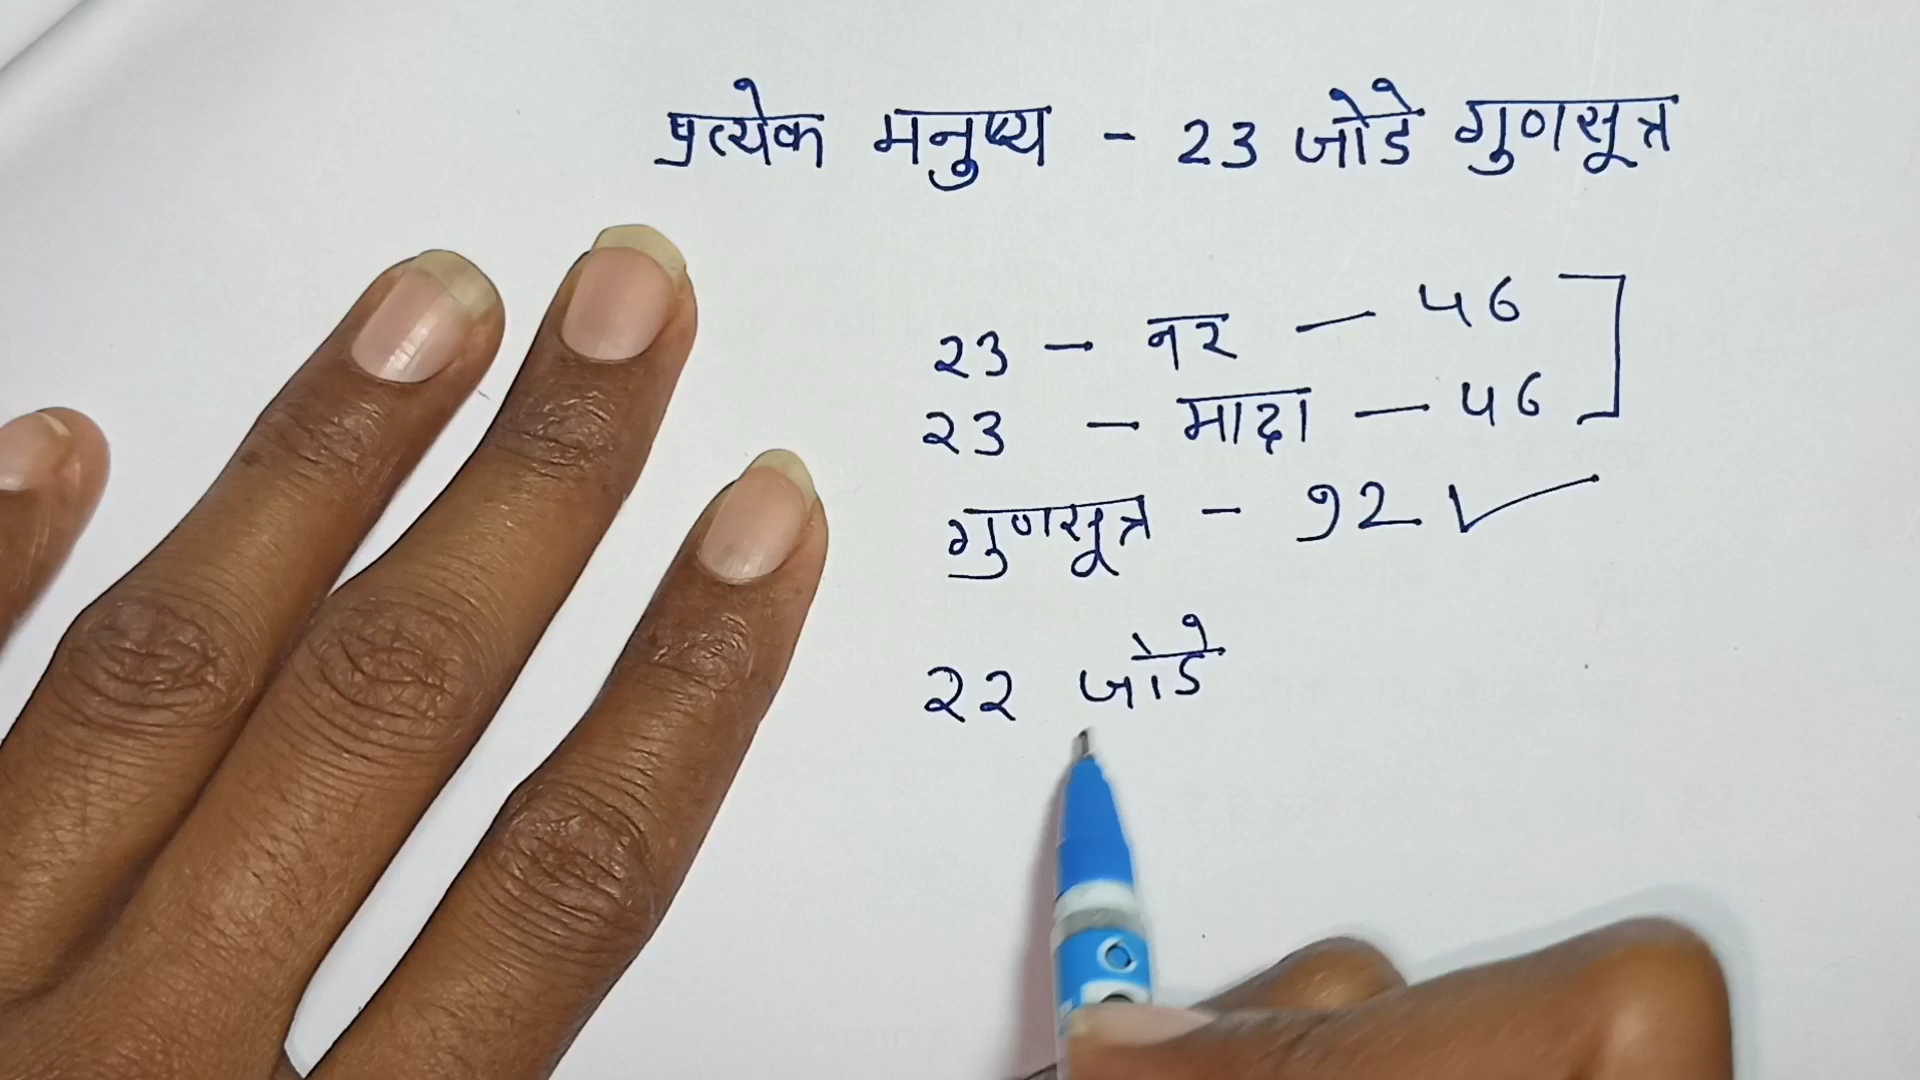 प्रत्येक मनुष्य - 23 जोडे गुणसूत्र
23 - नर - 46
23 - मादा - 46
गुणसूत्र - 92
22 जोडे